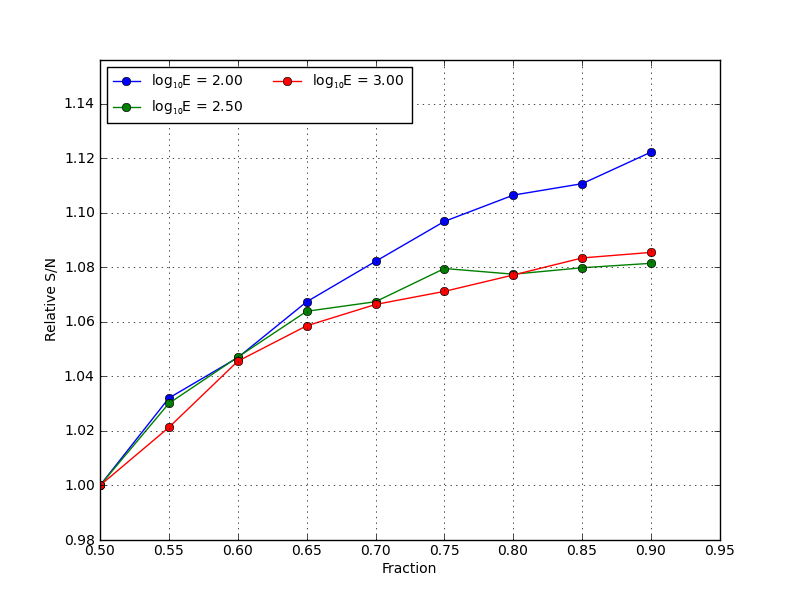 log₁₀E = 2.00
log₁₀E = 3.00
log₁₀E = 2.50
1.14
1.12
1.10
1.08
1.06
1.04
1.02
1.00
0.98
Relative S/N
0.50 0.55 0.60 0.65 0.70 0.75 0.80 0.85 0.90 0.95
Fraction